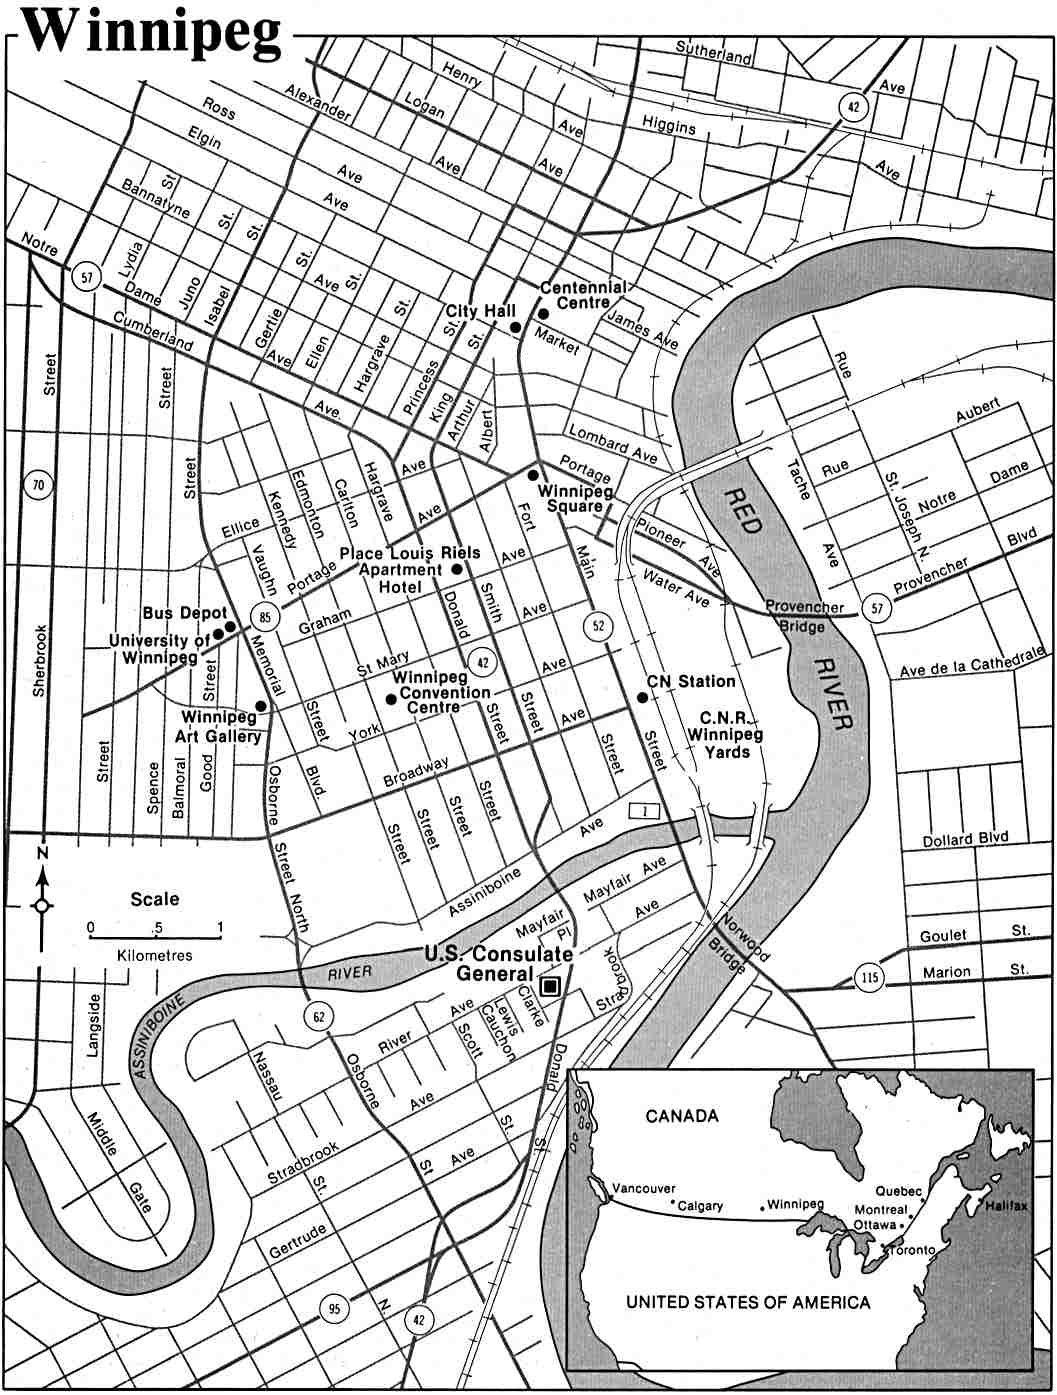 Winnipeg
Sutherland
Ave
Henry
Ave
Higgins
Ave
42
Logan
Ave
Alexander
Ave
Ross
Ave
Elgin
Ave
Bannatyne
Ave
St
Lydia
St.
Juno
St.
Isabel
St.
Gertie
St.
Ellen
St.
Hargrave
St.
Princess
St.
King
Arthur
Albert
Notre
Dame
Ave
57
Cumberland
Ave.
Centennial
Centre
City Hall
Market
James Ave
Lombard Ave
Portage
Winnipeg
Square
Pioneer
Ave
Water Ave
RED
RIVER
Rue
Aubert
Tache
Ave
Rue
Notre
Dame
St. Joseph N.
Provencher
Blvd
57
Provencher
Bridge
Ave de la Cathedrale
Street
Street
Street
70
Sherbrook
Ellice
Ave
Edmonton
Kennedy
Carlton
Hargrave
Vaughn
Portage
Ave
Fort
Main
Place Louis Riels
Apartment
Hotel
Ave
Smith
Donald
Graham
Ave
85
Bus Depot
University of
Winnipeg
Street
Memorial
Blvd.
St Mary
Ave
42
52
Winnipeg
Convention
Centre
CN Station
C.N.R.
Winnipeg
Yards
Winnipeg
Art Gallery
York
Ave
Street
Street
Street
Street
Street
Street
Broadway
Spence
Balmoral
Good
Osborne
Street
North
Street
Street
Street
Street
1
Assiniboine
Ave
Dollard Blvd
N
Scale
0 .5 1
Kilometres
Mayfair Ave
Mayfair
Pl
Ave
Norwood
Bridge
Goulet
St.
Marion
St.
115
U.S. Consulate
General
ASSINIBOINE
RIVER
62
Langside
Stradbrook
Clarke
Lewis
Cauchon
Scott
St.
River
Ave
Donald
St.
Nassau
St.
Osborne
St
N.
Middle
Gate
Stradbrook
Ave
Gertrude
Ave
95
42
CANADA
Vancouver
Calgary
Winnipeg
Quebec
Montreal
Ottawa
Toronto
Halifax
UNITED STATES OF AMERICA